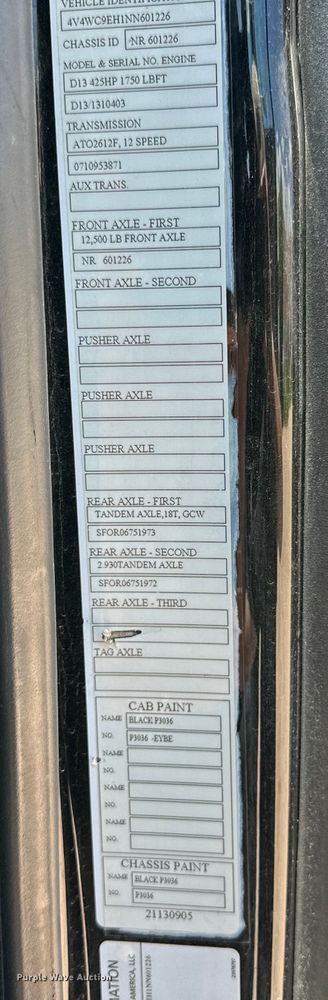 VEHICLE IDENTIFICATION
4V4WC9EH1NN601226
CHASSIS ID NR 601226
MODEL & SERIAL NO. ENGINE
D13 425HP 1750 LBFT
D13/1310403
TRANSMISSION
ATO2612F, 12 SPEED
0710953871
AUX TRANS.
FRONT AXLE - FIRST
12,500 LB FRONT AXLE
NR 601226
FRONT AXLE - SECOND
PUSHER AXLE
PUSHER AXLE
PUSHER AXLE
REAR AXLE - FIRST
TANDEM AXLE,18T, GCW
SFOR06751973
REAR AXLE - SECOND
2.930TANDEM AXLE
SFOR06751972
REAR AXLE - THIRD
TAG AXLE
CAB PAINT
NAME BLACK P3036
NO. P3036 -EYBE
NAME
NO.
NAME
NO.
NAME
NO.
CHASSIS PAINT
NAME BLACK P3036
NO. P3036
21130905
MATION
AMERICA, LLC
H1NN601226
Purple Wave Auction